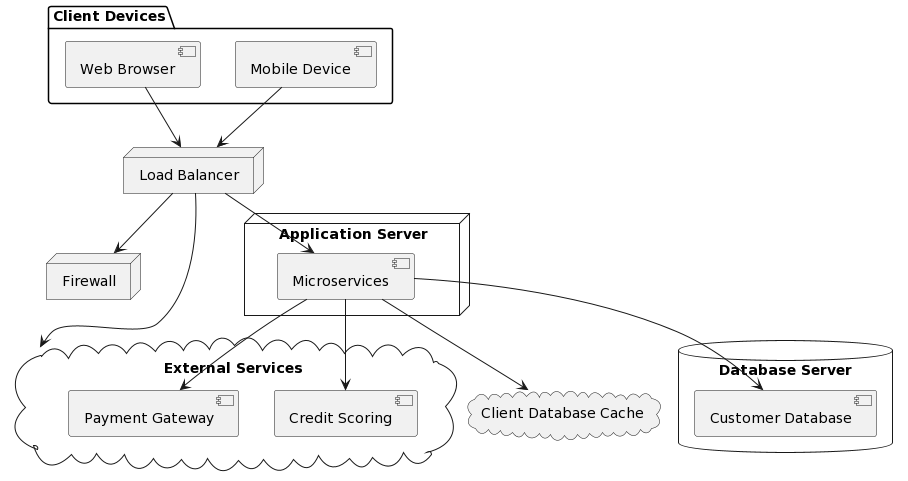 Client Devices
Web Browser
Mobile Device
Load Balancer
Application Server
Firewall
Microservices
External Services
Database Server
Payment Gateway
Credit Scoring
Client Database Cache
Customer Database